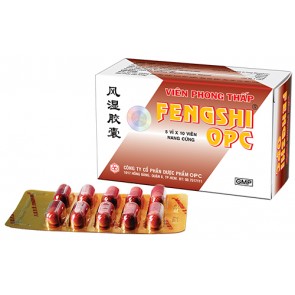 VIÊN PHONG THẤP
FENGSHI
OPC
5 VỈ X 10 VIÊN
NANG CỨNG
风湿胶囊
CÔNG TY CỔ PHẦN DƯỢC PHẨM OPC
GMP